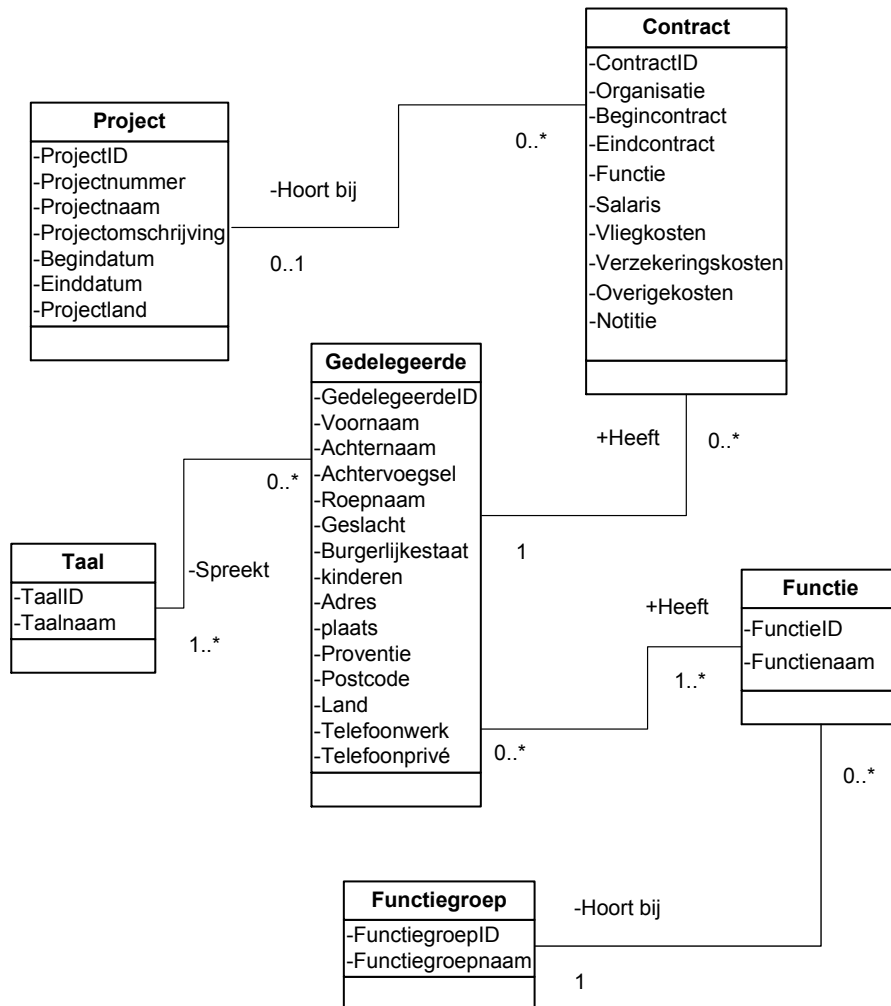 Contract
-ContractID
-Organisatie
-Begincontract
-Eindcontract
-Functie
-Salaris
-Vliegkosten
-Verzekeringskosten
-Overigekosten
-Notitie
Project
-ProjectID
-Projectnummer
-Projectnaam
-Projectomschrijving
-Begindatum
-Einddatum
-Projectland
-Hoort bij
0..*
0..1
Gedelegeerde
-GedelegeerdeID
-Voornaam
-Achternaam
-Achtervoegsel
-Roepnaam
-Geslacht
-Burgerlijkestaat
-kinderen
-Adres
-plaats
-Proventie
-Postcode
-Land
-Telefoonwerk
-Telefoonprivé
+Heeft
0..*
1
0..*
-Spreekt
1..*
Taal
-TaalID
-Taalnaam
+Heeft
1..*
0..*
Functie
-FunctieID
-Functienaam
0..*
-Hoort bij
1
Functiegroep
-FunctiegroepID
-Functiegroepnaam